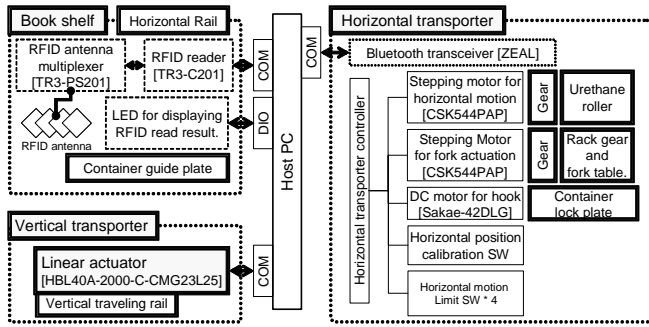 Book shelf
Horizontal Rail
RFID antenna
multiplexer
[TR3-PS201]
RFID reader
[TR3-C201]
RFID antenna
LED for displaying
RFID read result.
Container guide plate
Vertical transporter
Linear actuator
[HBL40A-2000-C-CMG23L25]
Vertical traveling rail
COM
DIO
COM
Host PC
COM
Horizontal transporter
Bluetooth transceiver [ZEAL]
Horizontal transporter controller
Stepping motor for
horizontal motion
[CSK544PAP]
Gear
Urethane
roller
Stepping Motor
for fork actuation
[CSK544PAP]
Gear
Rack gear
and
fork table.
DC motor for hook
[Sakae-42DLG]
Container
lock plate
Horizontal position
calibration SW
Horizontal motion
Limit SW * 4